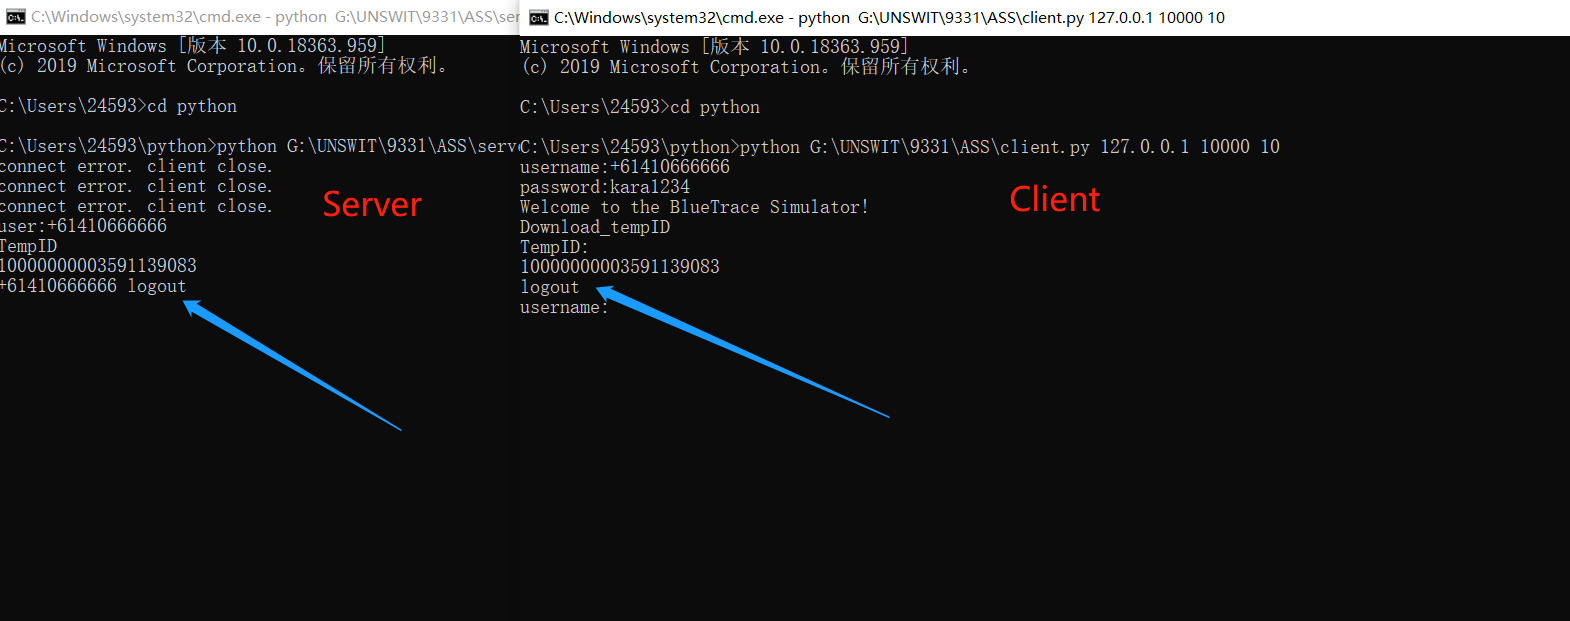 C:\Windows\system32\cmd.exe - python  G:\UNSWIT\9331\ASS\ser
Microsoft Windows [版本 10.0.18363.959]
(c) 2019 Microsoft Corporation。保留所有权利。
C:\Users\24593>cd python
C:\Users\24593\python>python G:\UNSWIT\9331\ASS\serv
connect error. client close.
connect error. client close.
connect error. client close.
user:+61410666666
TempID
10000000003591139083
+61410666666 logout
Server
C:\Windows\system32\cmd.exe - python  G:\UNSWIT\9331\ASS\client.py 127.0.0.1 10000 10
Microsoft Windows [版本 10.0.18363.959]
(c) 2019 Microsoft Corporation。保留所有权利。
C:\Users\24593>cd python
C:\Users\24593\python>python G:\UNSWIT\9331\ASS\client.py 127.0.0.1 10000 10
username:+61410666666
password:kara1234
Welcome to the BlueTrace Simulator!
Download_tempID
TempID:
10000000003591139083
logout
username:
Client